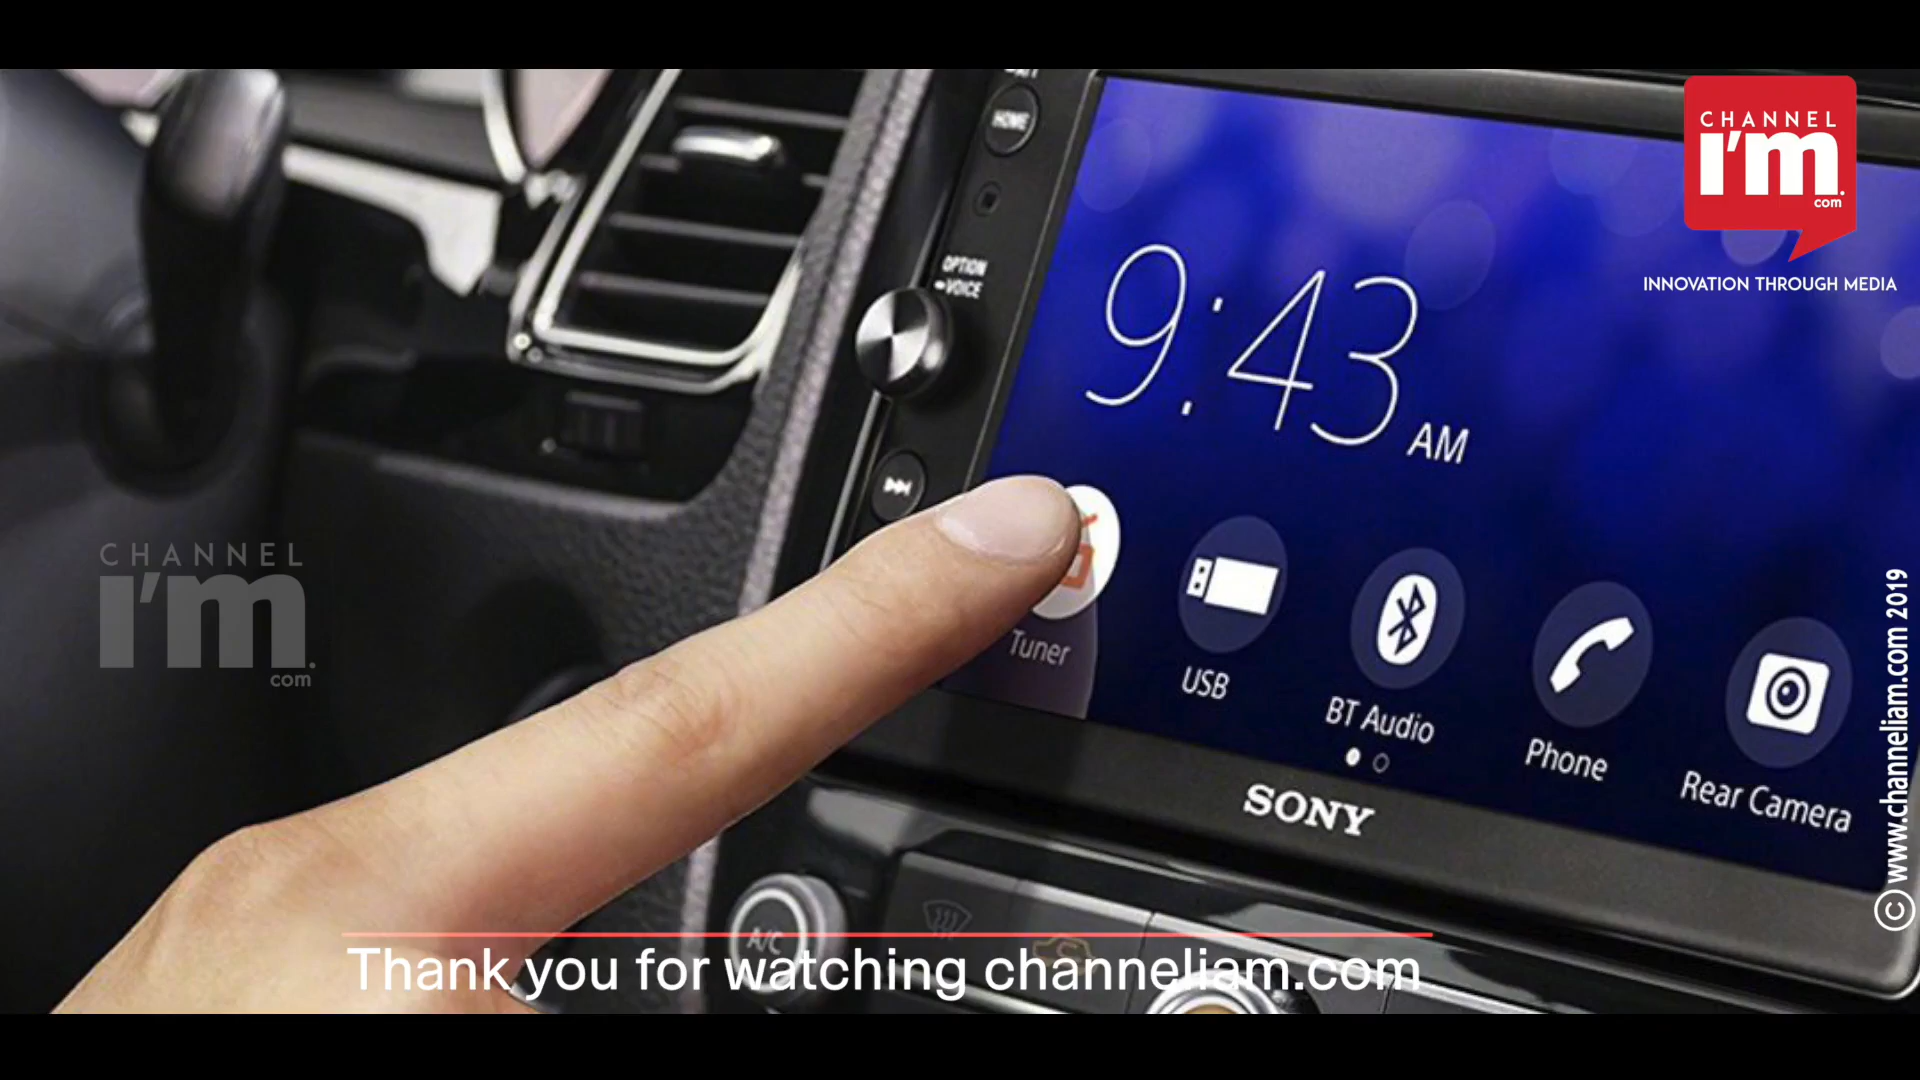 CHANNEL
I'm.
com
INNOVATION THROUGH MEDIA
HOME
OPTION
VOICE
9:43 AM
Tuner
USB
BT Audio
Phone
Rear Camera
SONY
CHANNEL
I'm.
com
A/C
Thank you for watching channeliam.com
© www.channeliam.com 2019